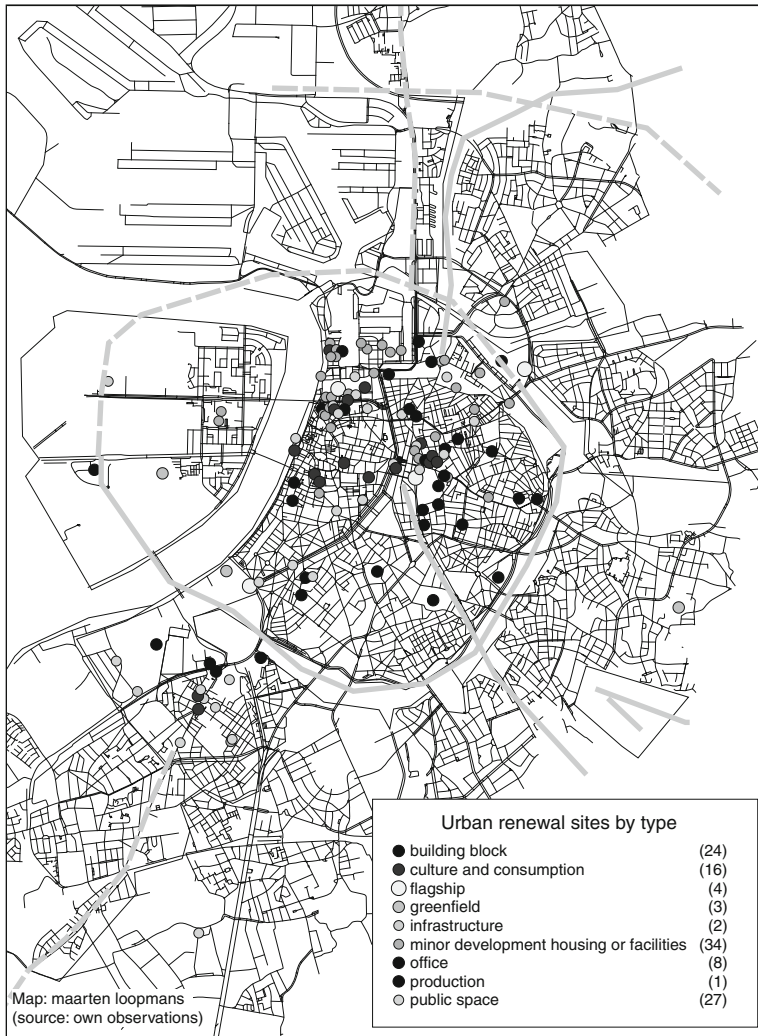 Urban renewal sites by type
building block (24)
culture and consumption (16)
flagship (4)
greenfield (3)
infrastructure (2)
minor development housing or facilities (34)
office (8)
production (1)
public space (27)
Map: maarten loopmans
(source: own observations)